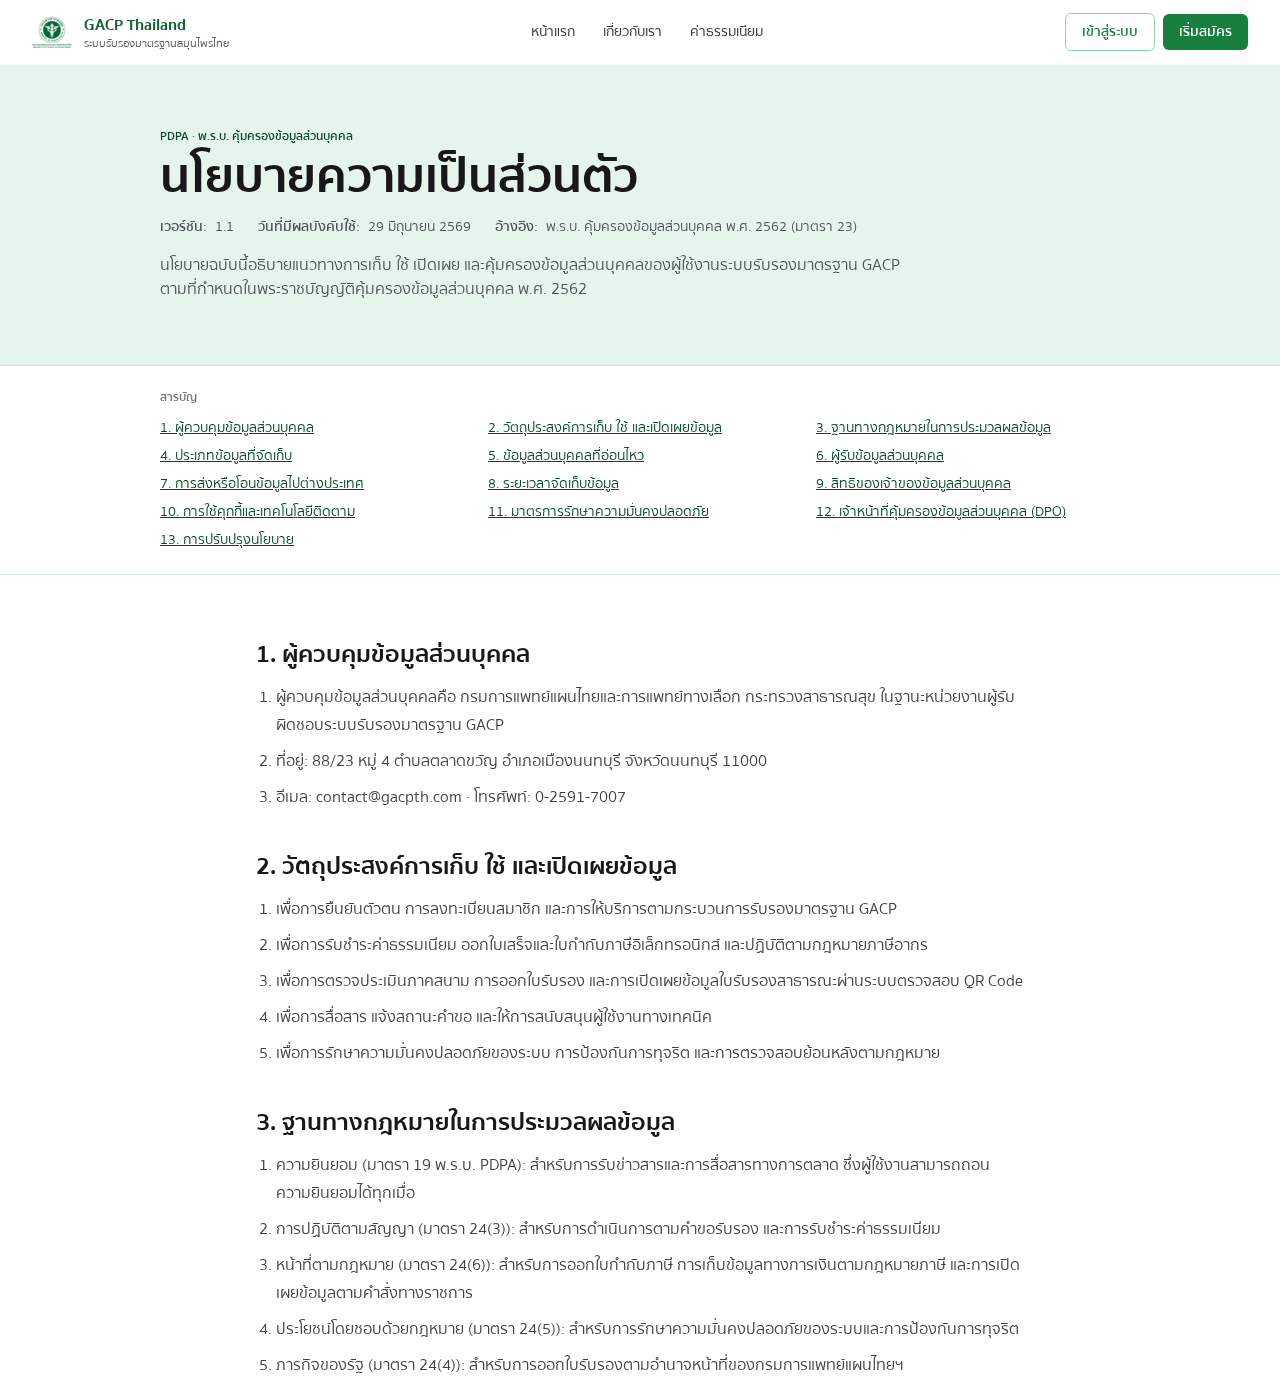 GACP Thailand
ระบบรับรองมาตรฐานสมุนไพรไทย
หน้าแรก
เกี่ยวกับเรา
ค่าธรรมเนียม
เข้าสู่ระบบ
เริ่มสมัคร
PDPA · พ.ร.บ. คุ้มครองข้อมูลส่วนบุคคล
นโยบายความเป็นส่วนตัว
เวอร์ชัน: 1.1 วันที่มีผลบังคับใช้: 29 มิถุนายน 2569 อ้างอิง: พ.ร.บ. คุ้มครองข้อมูลส่วนบุคคล พ.ศ. 2562 (มาตรา 23)
นโยบายฉบับนี้อธิบายแนวทางการเก็บ ใช้ เปิดเผย และคุ้มครองข้อมูลส่วนบุคคลของผู้ใช้งานระบบรับรองมาตรฐาน GACP
ตามที่กำหนดในพระราชบัญญัติคุ้มครองข้อมูลส่วนบุคคล พ.ศ. 2562
สารบัญ
1. ผู้ควบคุมข้อมูลส่วนบุคคล
2. วัตถุประสงค์การเก็บ ใช้ และเปิดเผยข้อมูล
3. ฐานทางกฎหมายในการประมวลผลข้อมูล
4. ประเภทข้อมูลที่จัดเก็บ
5. ข้อมูลส่วนบุคคลที่อ่อนไหว
6. ผู้รับข้อมูลส่วนบุคคล
7. การส่งหรือโอนข้อมูลไปต่างประเทศ
8. ระยะเวลาจัดเก็บข้อมูล
9. สิทธิของเจ้าของข้อมูลส่วนบุคคล
10. การใช้คุกกี้และเทคโนโลยีติดตาม
11. มาตรการรักษาความมั่นคงปลอดภัย
12. เจ้าหน้าที่คุ้มครองข้อมูลส่วนบุคคล (DPO)
13. การปรับปรุงนโยบาย
1. ผู้ควบคุมข้อมูลส่วนบุคคล
1. ผู้ควบคุมข้อมูลส่วนบุคคลคือ กรมการแพทย์แผนไทยและการแพทย์ทางเลือก กระทรวงสาธารณสุข ในฐานะหน่วยงานผู้รับ
ผิดชอบระบบรับรองมาตรฐาน GACP
2. ที่อยู่: 88/23 หมู่ 4 ตำบลตลาดขวัญ อำเภอเมืองนนทบุรี จังหวัดนนทบุรี 11000
3. อีเมล: contact@gacpth.com · โทรศัพท์: 0-2591-7007
2. วัตถุประสงค์การเก็บ ใช้ และเปิดเผยข้อมูล
1. เพื่อการยืนยันตัวตน การลงทะเบียนสมาชิก และการให้บริการตามกระบวนการรับรองมาตรฐาน GACP
2. เพื่อการรับชำระค่าธรรมเนียม ออกใบเสร็จและใบกำกับภาษีอิเล็กทรอนิกส์ และปฏิบัติตามกฎหมายภาษีอากร
3. เพื่อการตรวจประเมินภาคสนาม การออกใบรับรอง และการเปิดเผยข้อมูลใบรับรองสาธารณะผ่านระบบตรวจสอบ QR Code
4. เพื่อการสื่อสาร แจ้งสถานะคำขอ และให้การสนับสนุนผู้ใช้งานทางเทคนิค
5. เพื่อการรักษาความมั่นคงปลอดภัยของระบบ การป้องกันการทุจริต และการตรวจสอบย้อนหลังตามกฎหมาย
3. ฐานทางกฎหมายในการประมวลผลข้อมูล
1. ความยินยอม (มาตรา 19 พ.ร.บ. PDPA): สำหรับการรับข่าวสารและการสื่อสารทางการตลาด ซึ่งผู้ใช้งานสามารถถอน
ความยินยอมได้ทุกเมื่อ
2. การปฏิบัติตามสัญญา (มาตรา 24(3)): สำหรับการดำเนินการตามคำขอรับรอง และการรับชำระค่าธรรมเนียม
3. หน้าที่ตามกฎหมาย (มาตรา 24(6)): สำหรับการออกใบกำกับภาษี การเก็บข้อมูลทางการเงินตามกฎหมายภาษี และการเปิด
เผยข้อมูลตามคำสั่งทางราชการ
4. ประโยชน์โดยชอบด้วยกฎหมาย (มาตรา 24(5)): สำหรับการรักษาความมั่นคงปลอดภัยของระบบและการป้องกันการทุจริต
5. ภารกิจของรัฐ (มาตรา 24(4)): สำหรับการออกใบรับรองตามอำนาจหน้าที่ของกรมการแพทย์แผนไทยฯ